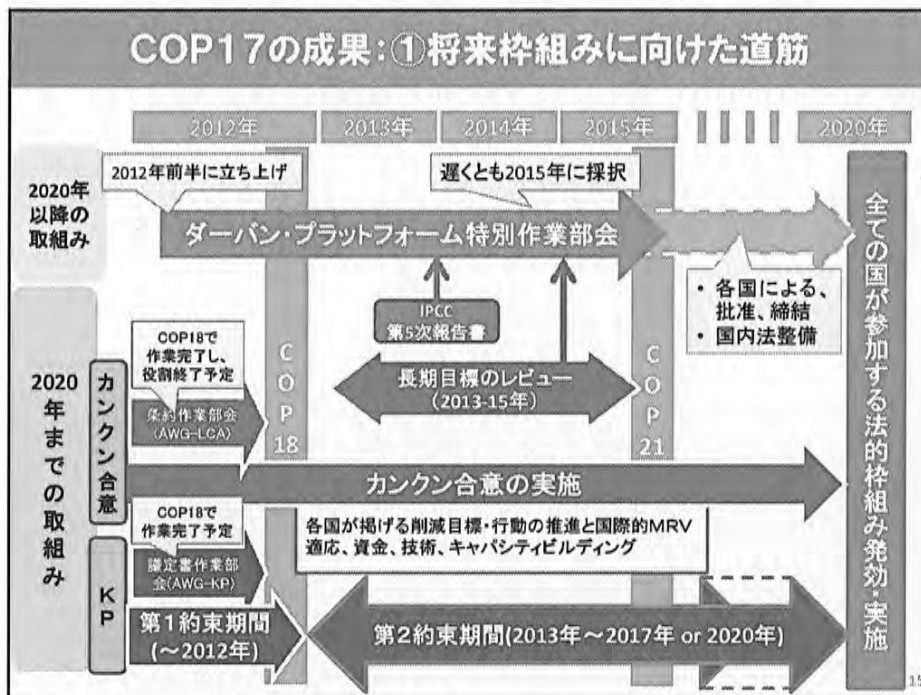 COP17の成果:①将来枠組みに向けた道筋
2012年
2013年
2014年
2015年
2020年
2020年
以降の
取組み
2012年前半に立ち上げ
遅くとも2015年に採択
ダーバン・プラットフォーム特別作業部会
IPCC
第5次報告書
• 各国による、
批准、締結
• 国内法整備
全ての国が参加する法的枠組み発効・実施
2020年までの取組み
カンクン合意
COP18で
作業完了し、
役割終了予定
条約作業部会
(AWG-LCA)
COP
18
長期目標のレビュー
(2013-15年)
COP
21
カンクン合意の実施
KP
COP18で
作業完了予定
議定書作業部
会(AWG-KP)
各国が掲げる削減目標・行動の推進と国際的MRV
適応、資金、技術、キャパシティビルディング
第1約束期間
(～2012年)
第2約束期間(2013年～2017年 or 2020年)